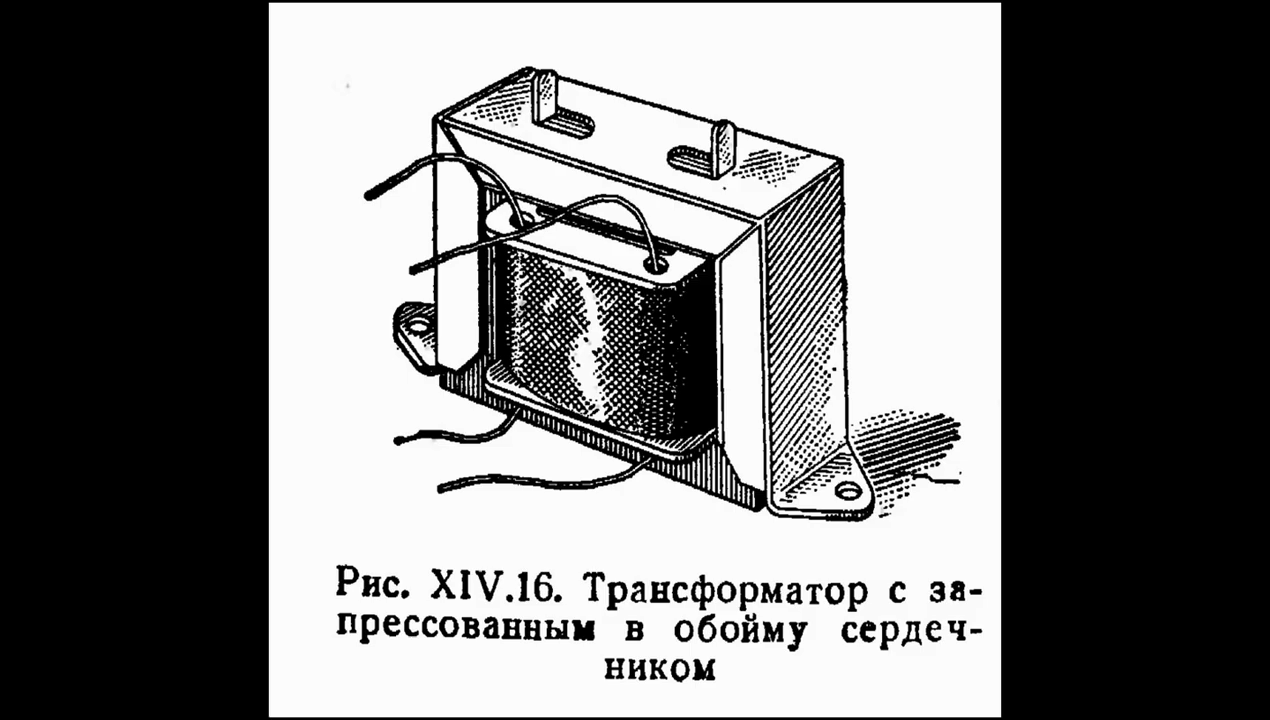 Рис. XIV.16. Трансформатор с за-
прессованным в обойму сердеч-
ником